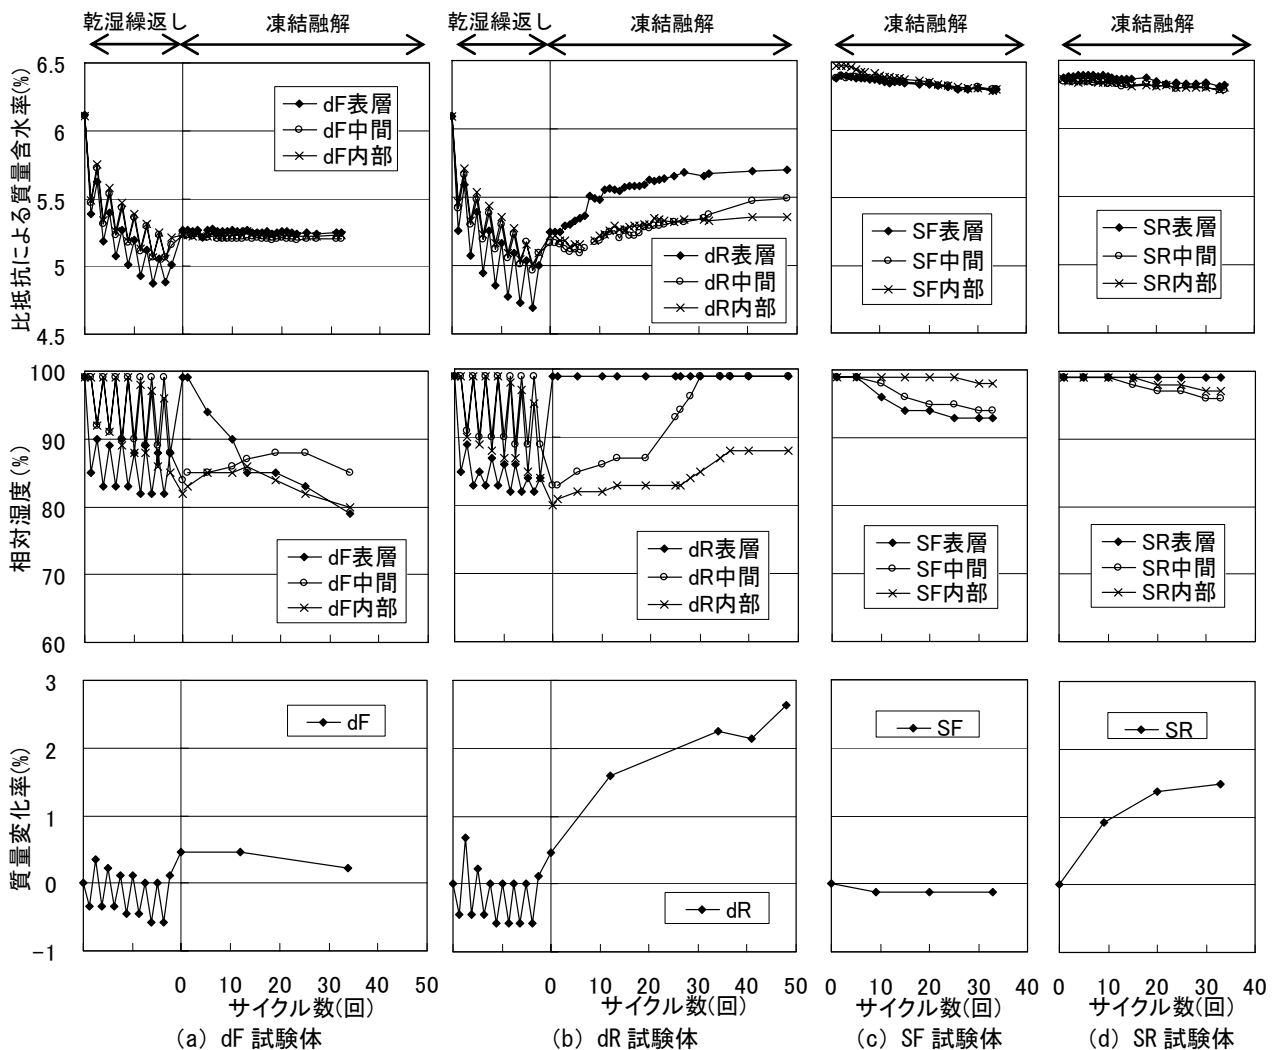 乾湿繰返し 凍結融解 乾湿繰返し 凍結融解 凍結融解 凍結融解
比抵抗による質量含水率(%)
6.5
6
5.5
5
4.5
dF表層
dF中間
dF内部
dR表層
dR中間
dR内部
SF表層
SF中間
SF内部
SR表層
SR中間
SR内部
相対湿度(%)
100
90
80
70
60
dF表層
dF中間
dF内部
dR表層
dR中間
dR内部
SF表層
SF中間
SF内部
SR表層
SR中間
SR内部
質量変化率(%)
3
2
1
0
-1
dF
dR
SF
SR
0 10 20 30 40 50 0 10 20 30 40 50 0 10 20 30 40 0 10 20 30 40
サイクル数(回) サイクル数(回) サイクル数(回) サイクル数(回)
(a) dF 試験体 (b) dR 試験体 (c) SF 試験体 (d) SR 試験体